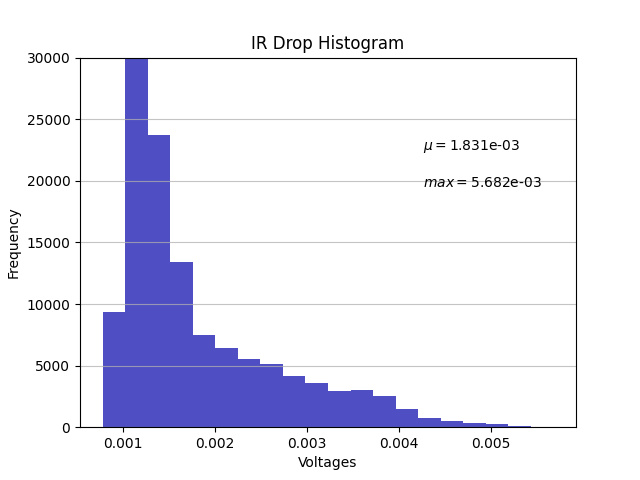 IR Drop Histogram
30000
25000
20000
15000
10000
5000
0
Frequency
μ = 1.831e-03
max = 5.682e-03
0.001 0.002 0.003 0.004 0.005
Voltages